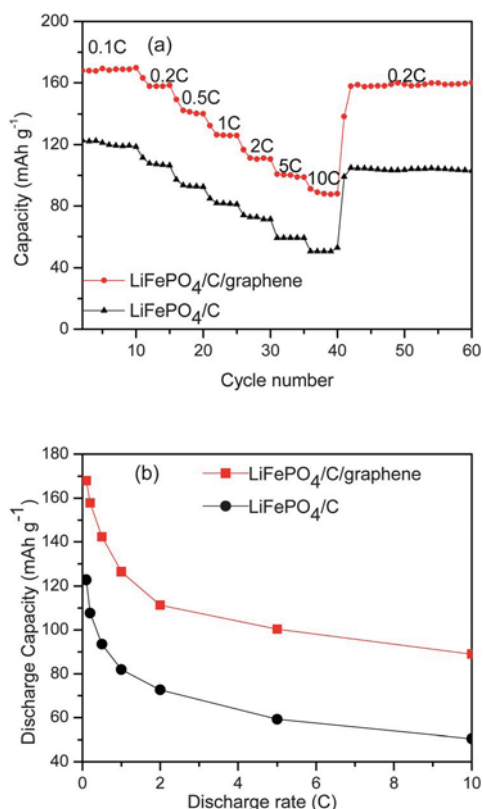 (a)
Capacity (mAh g⁻¹)
200
160
120
80
40
0
0.1C
0.2C
0.5C
1C
2C
5C
10C
0.2C
LiFePO₄/C/graphene
LiFePO₄/C
10 20 30 40 50 60
Cycle number
(b)
Discharge Capacity (mAh g⁻¹)
180
160
140
120
100
80
60
40
LiFePO₄/C/graphene
LiFePO₄/C
0 2 4 6 8 10
Discharge rate (C)